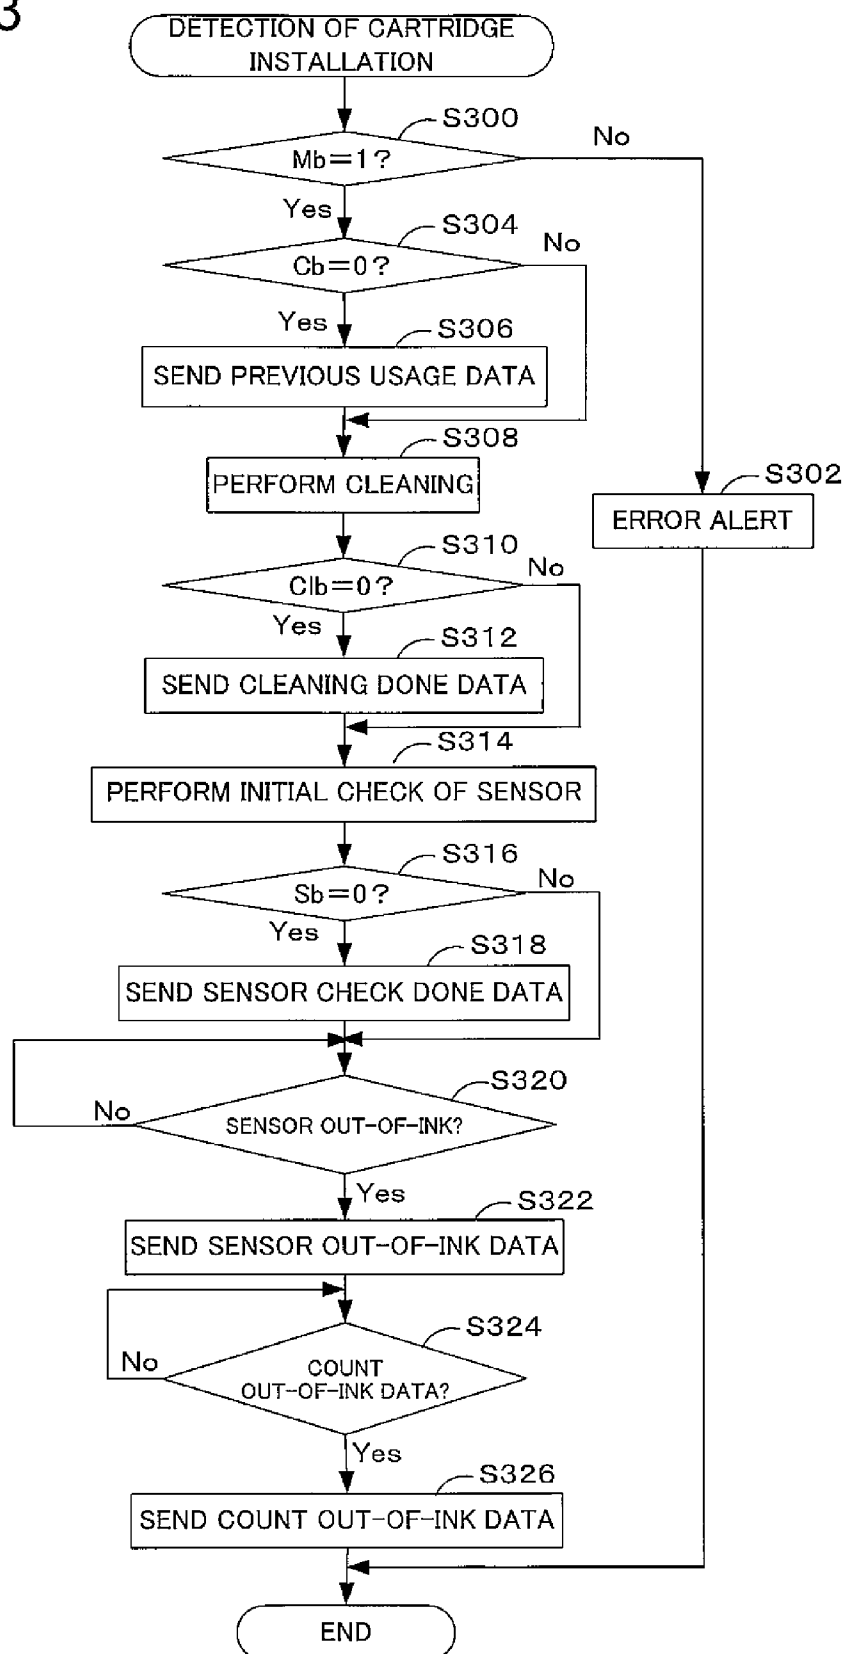 3
DETECTION OF CARTRIDGE
INSTALLATION
S300
Mb=1?
No
Yes
S304
Cb=0?
No
Yes
S306
SEND PREVIOUS USAGE DATA
S308
PERFORM CLEANING
S302
ERROR ALERT
S310
Clb=0?
No
Yes
S312
SEND CLEANING DONE DATA
S314
PERFORM INITIAL CHECK OF SENSOR
S316
Sb=0?
No
Yes
S318
SEND SENSOR CHECK DONE DATA
S320
SENSOR OUT-OF-INK?
No
Yes
S322
SEND SENSOR OUT-OF-INK DATA
S324
COUNT
OUT-OF-INK DATA?
No
Yes
S326
SEND COUNT OUT-OF-INK DATA
END